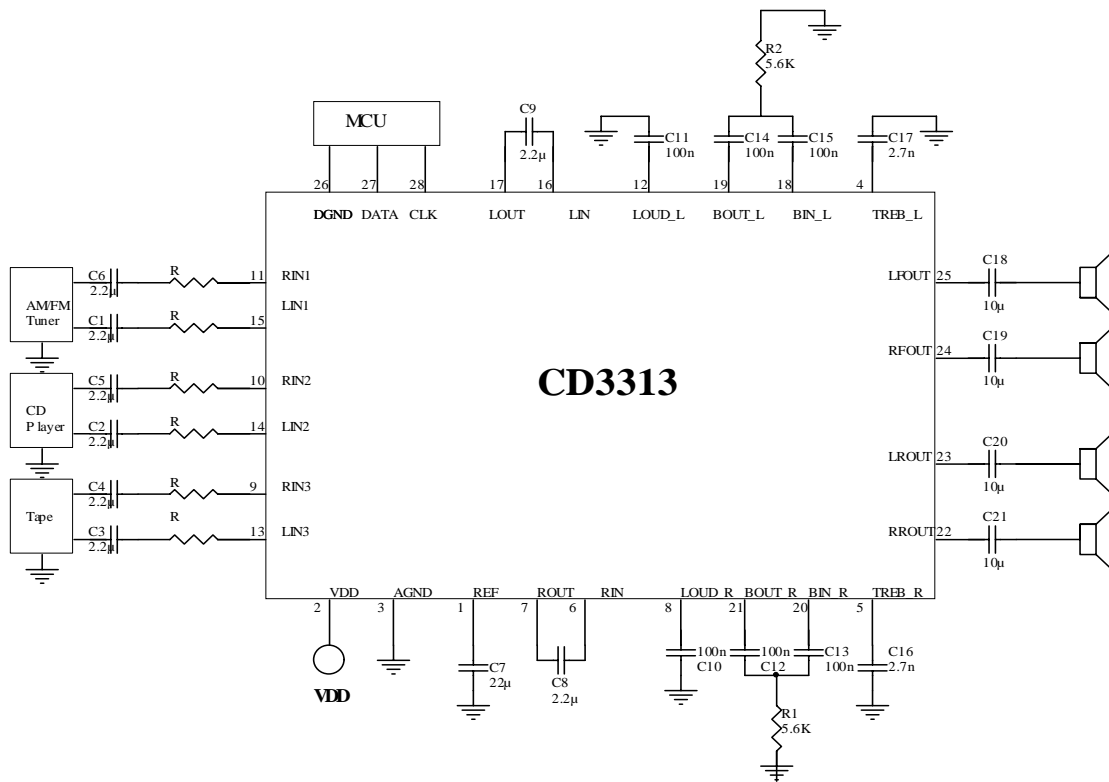 R2
5.6K
MCU
C9
2.2µ
C11
100n
C14
100n
C15
100n
C17
2.7n
26 27 28 17 16 12 19 18 4
DGND DATA CLK LOUT LIN LOUD_L BOUT_L BIN_L TREB_L
AM/FM
Tuner
C6
2.2µ
R
11 RIN1
C1
2.2µ
R
15
LIN1
CD
Player
C5
2.2µ
R
10 RIN2
C2
2.2µ
R
14 LIN2
Tape
C4
2.2µ
R
9 RIN3
C3
2.2µ
R
13 LIN3
CD3313
LFOUT 25
C18
10µ
RFOUT 24
C19
10µ
LROUT 23
C20
10µ
RROUT 22
C21
10µ
VDD AGND REF ROUT RIN LOUD_R BOUT_R BIN_R TREB_R
2 3 1 7 6 8 21 20 5
VDD
C7
22µ
C8
2.2µ
100n
C10
100n
C12
C13
100n
C16
2.7n
R1
5.6K